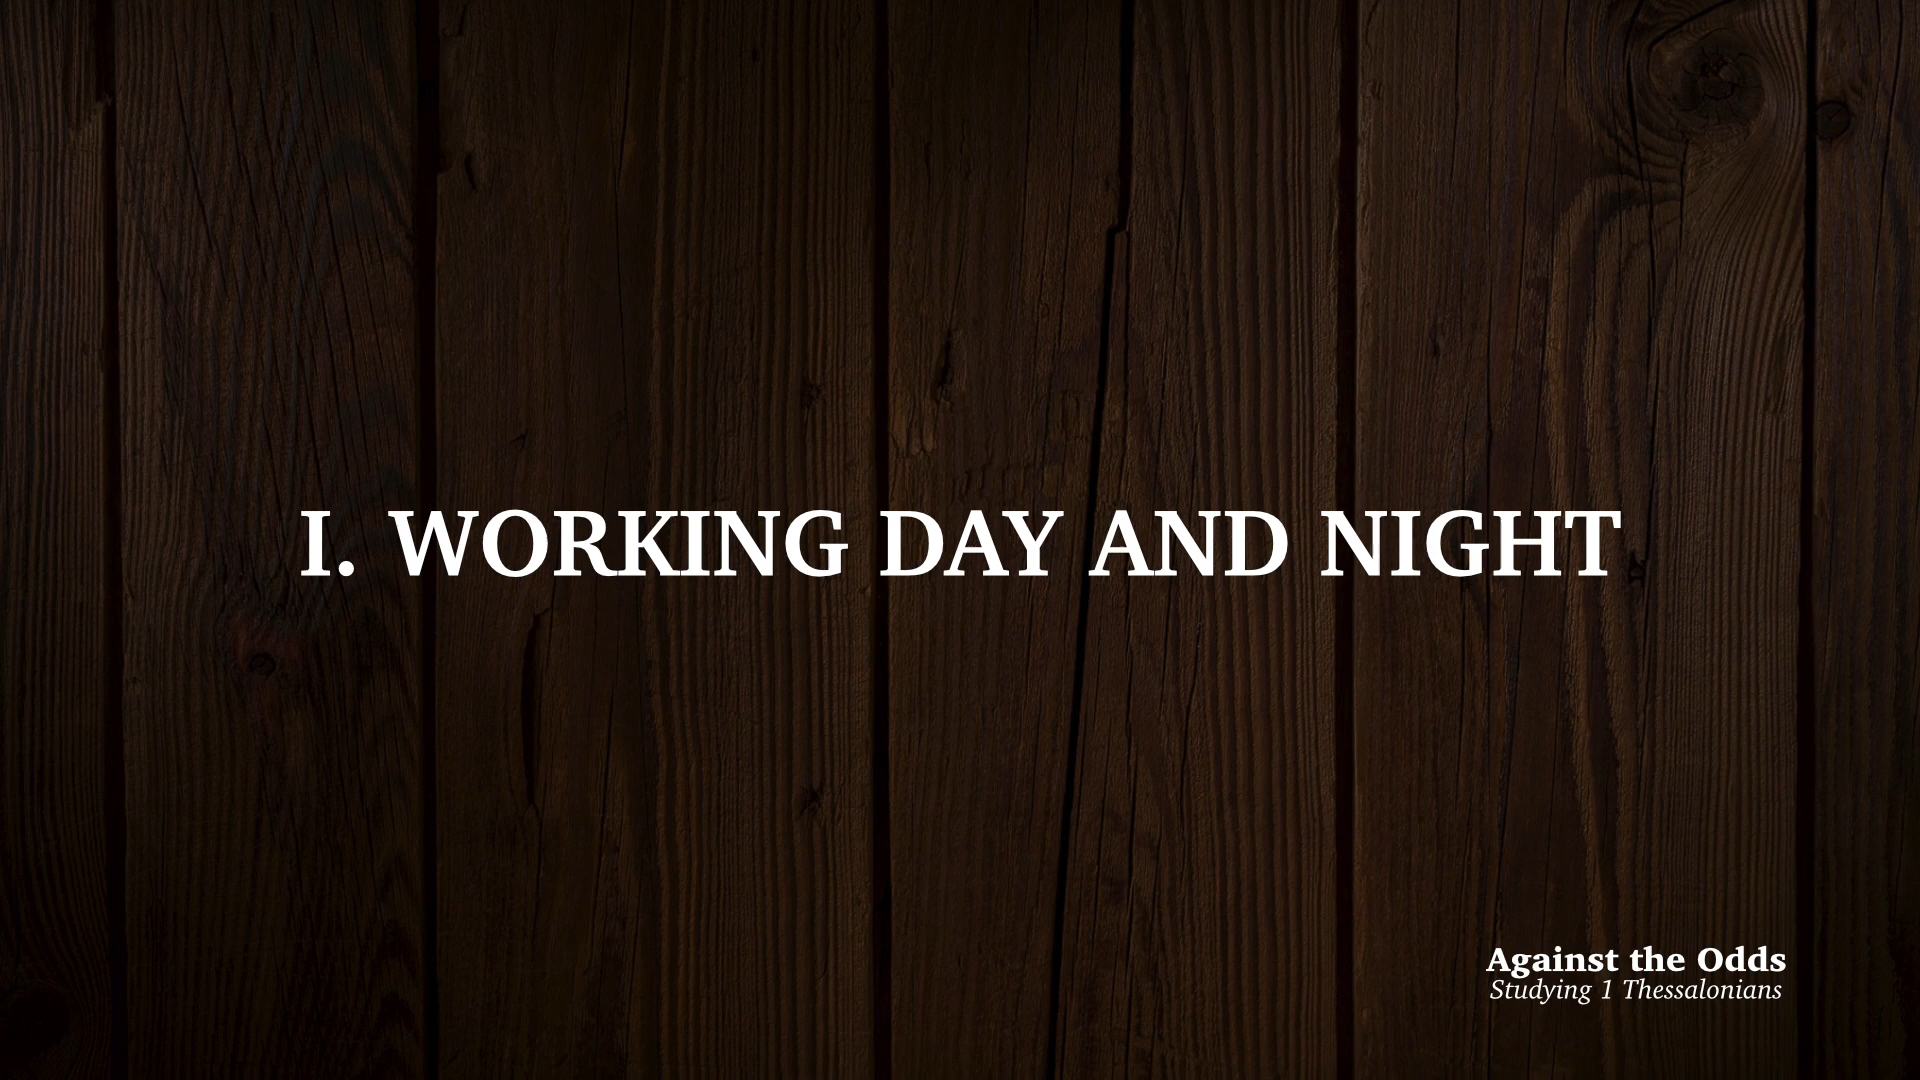 I. WORKING DAY AND NIGHT
Against the Odds
Studying 1 Thessalonians